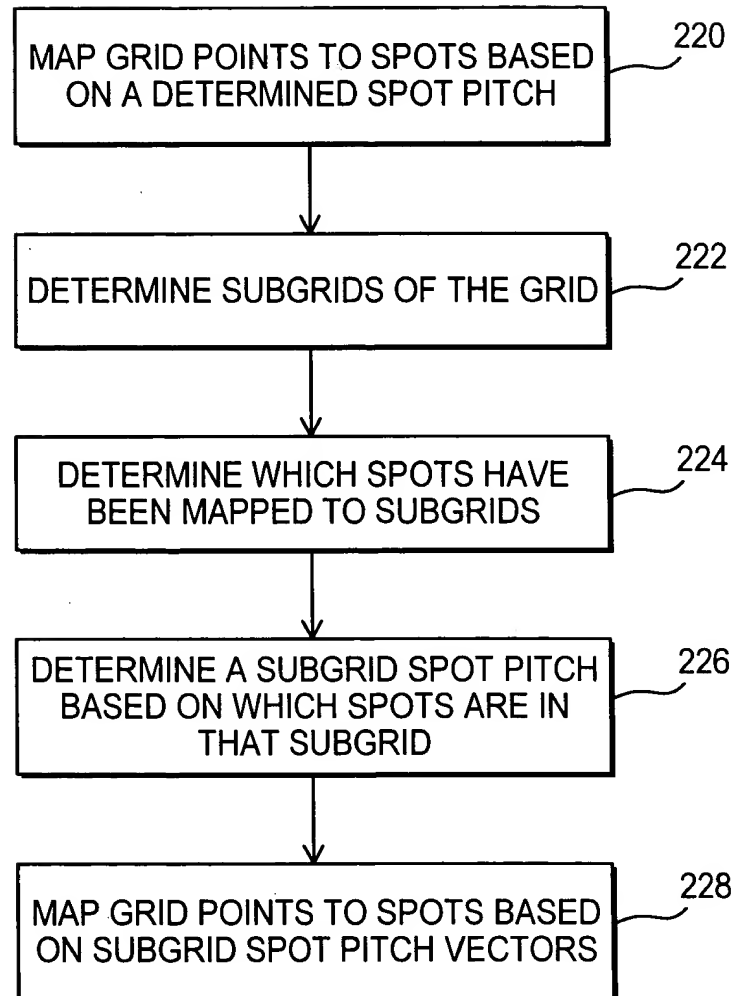 MAP GRID POINTS TO SPOTS BASED
ON A DETERMINED SPOT PITCH
220
DETERMINE SUBGRIDS OF THE GRID
222
DETERMINE WHICH SPOTS HAVE
BEEN MAPPED TO SUBGRIDS
224
DETERMINE A SUBGRID SPOT PITCH
BASED ON WHICH SPOTS ARE IN
THAT SUBGRID
226
MAP GRID POINTS TO SPOTS BASED
ON SUBGRID SPOT PITCH VECTORS
228